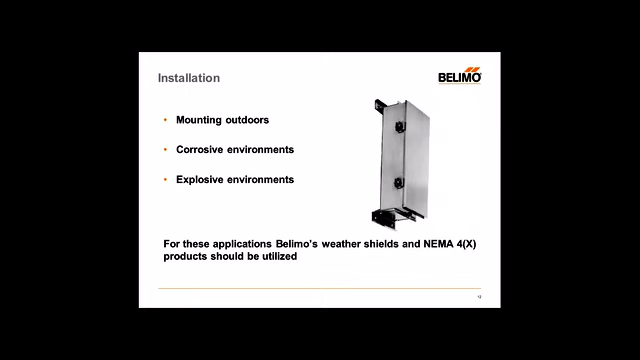 Installation
BELIMO
• Mounting outdoors
• Corrosive environments
• Explosive environments
For these applications Belimo's weather shields and NEMA 4(X)
products should be utilized
12